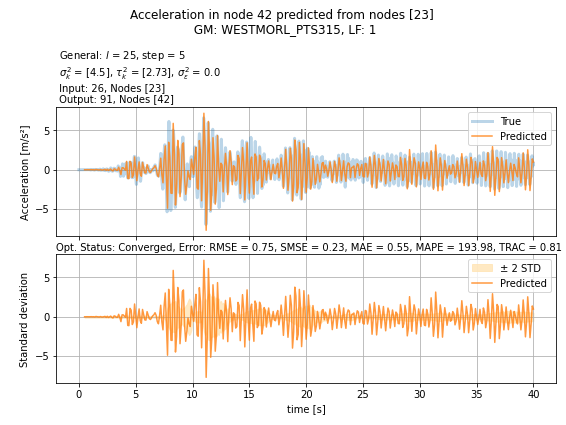 Acceleration in node 42 predicted from nodes [23]
GM: WESTMORL_PTS315, LF: 1
General: l = 25, step = 5
σ²ₖ = [4.5], τ²ₖ = [2.73], σ²ε = 0.0
Input: 26, Nodes [23]
Output: 91, Nodes [42]
Acceleration [m/s²]
5
0
−5
True
Predicted
Opt. Status: Converged, Error: RMSE = 0.75, SMSE = 0.23, MAE = 0.55, MAPE = 193.98, TRAC = 0.81
Standard deviation
5
0
−5
± 2 STD
Predicted
0 5 10 15 20 25 30 35 40
time [s]